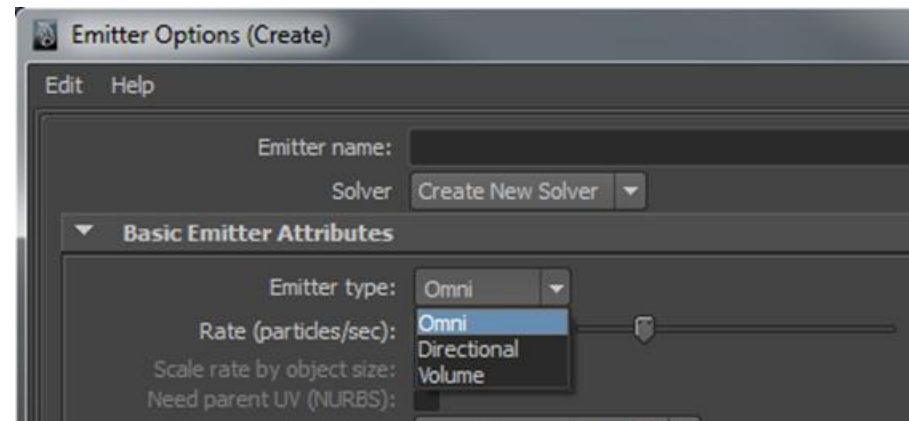 Emitter Options (Create)
Edit Help
Emitter name:
Solver Create New Solver
Basic Emitter Attributes
Emitter type: Omni
Rate (particles/sec): Omni
Directional
Scale rate by object size: Volume
Need parent UV (NURBS):